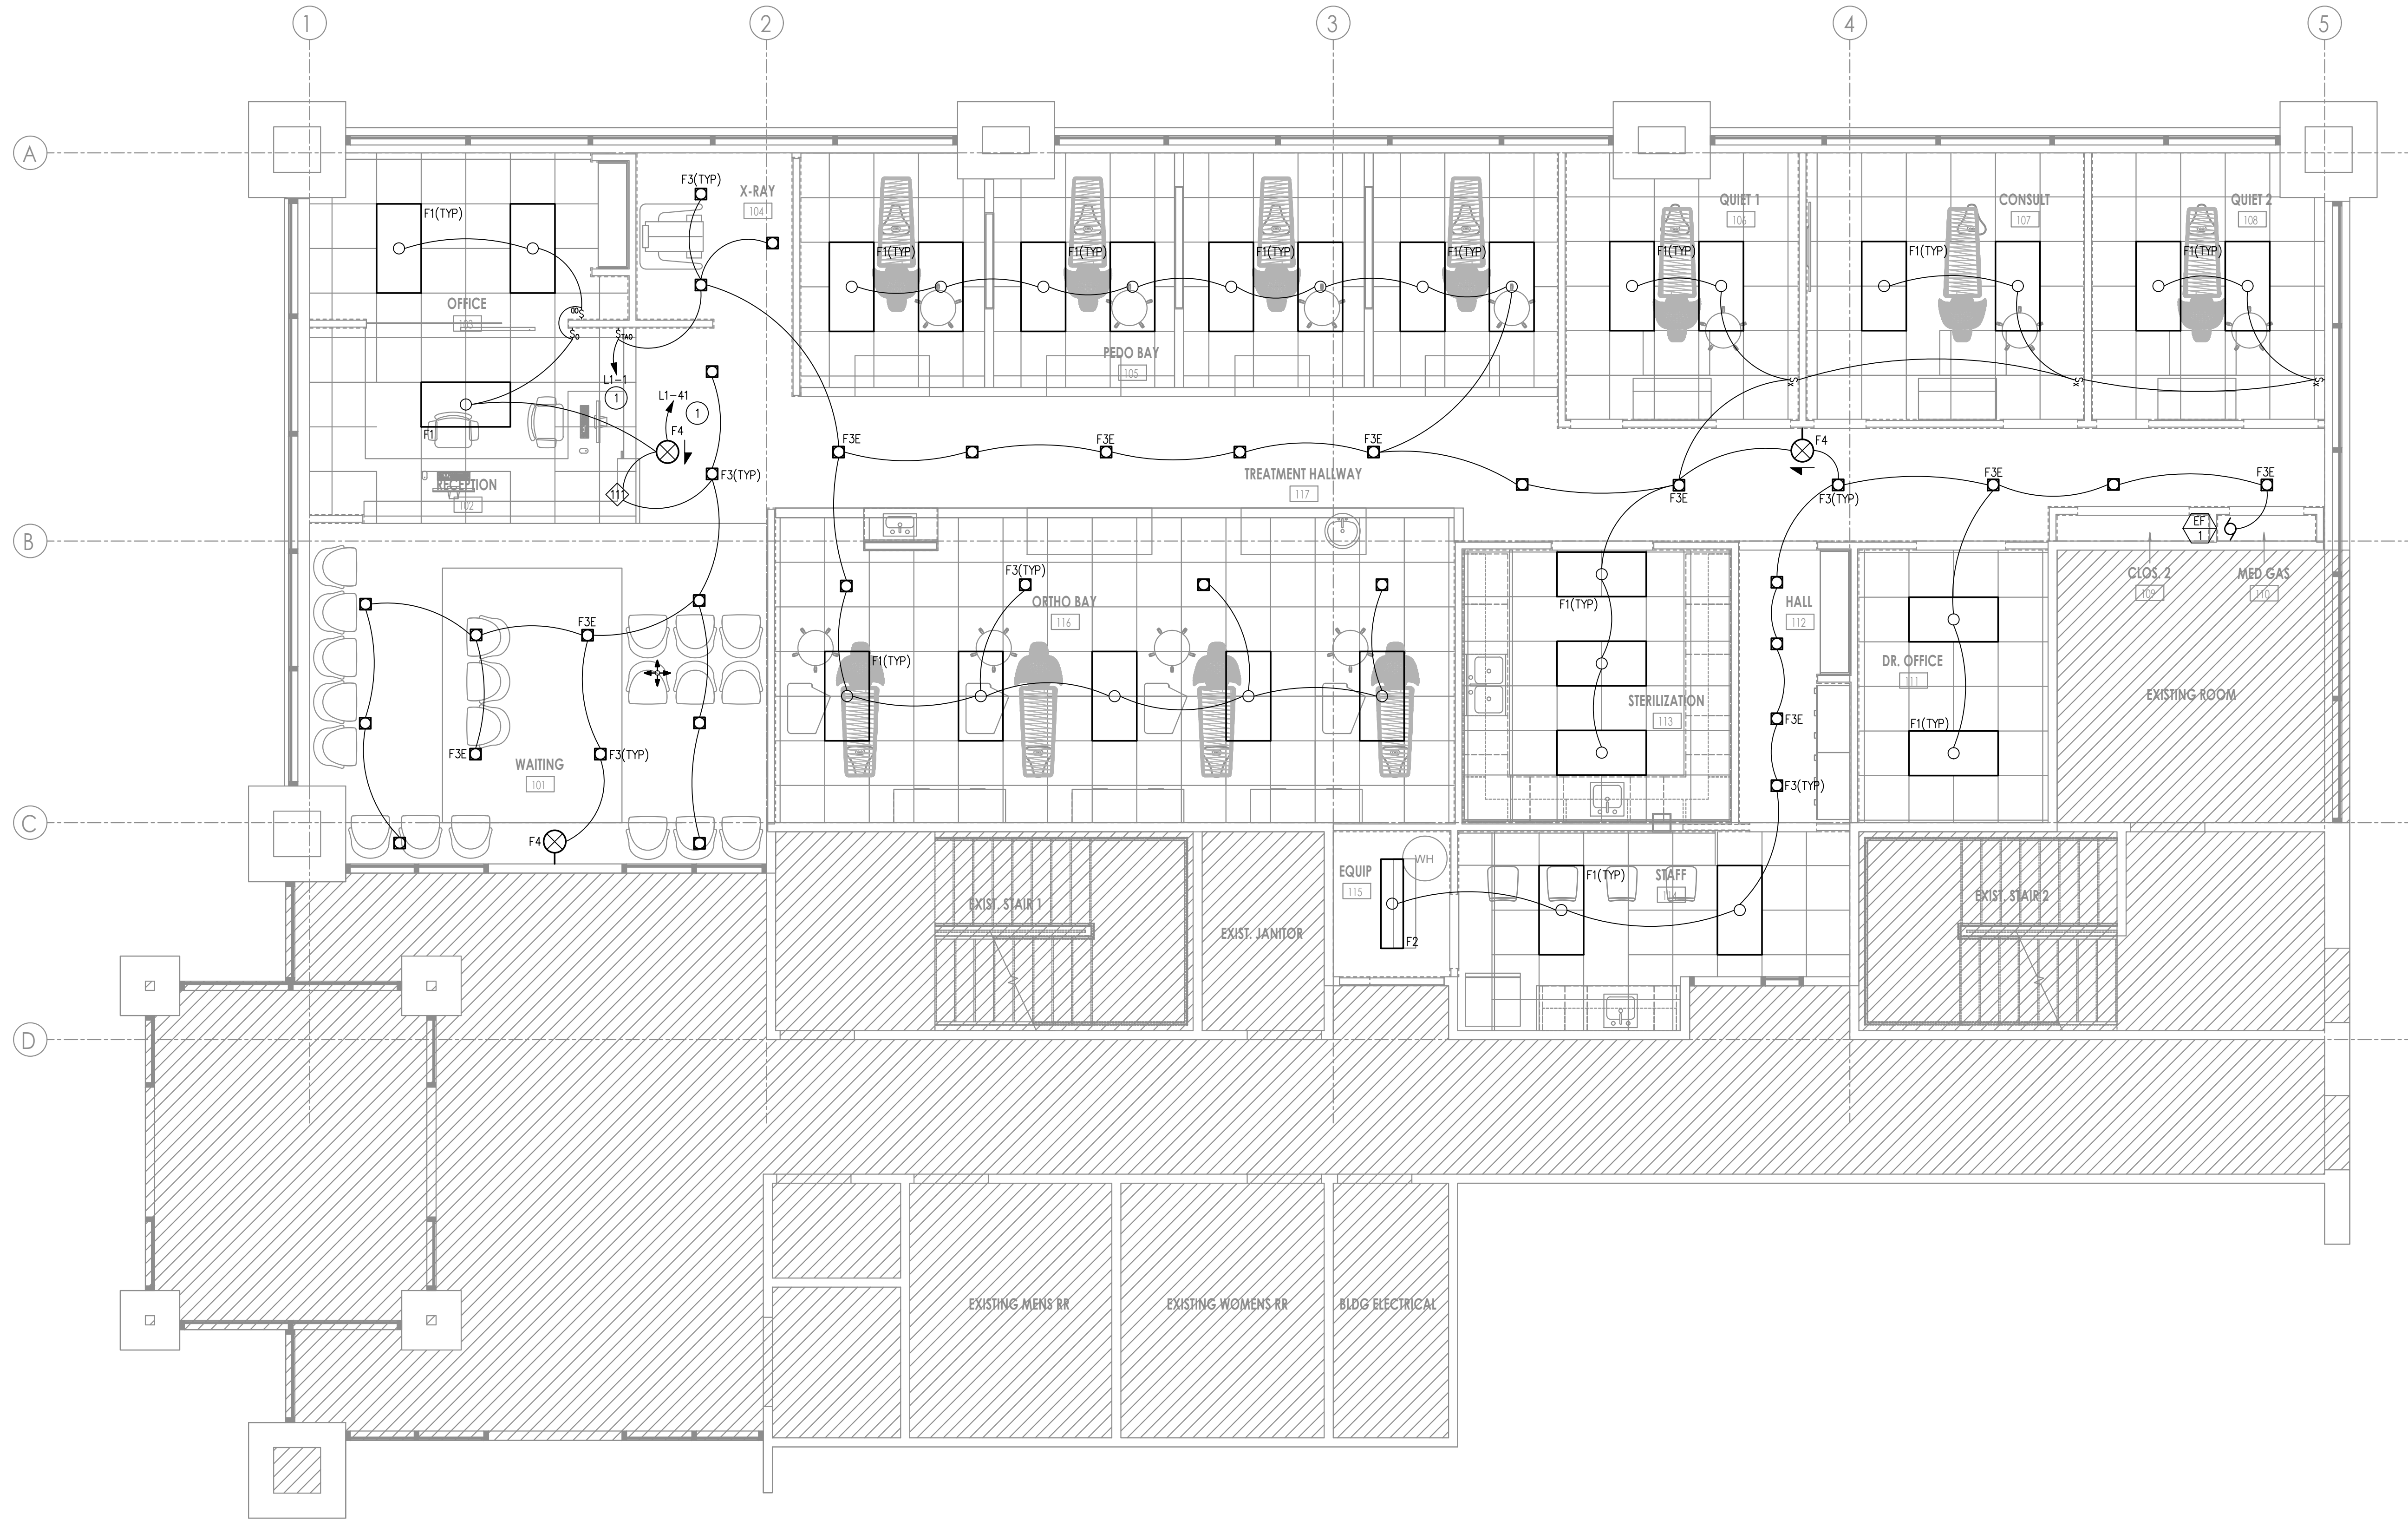 1 2 3 4 5
A
F3(TYP)
X-RAY
104
QUIET 1
106
CONSULT
107
QUIET 2
108
F1(TYP)
F1(TYP)
F1(TYP)
F1(TYP)
F1(TYP)
F1(TYP)
F1(TYP)
F1(TYP)
OFFICE
103
PEDO BAY
105
L1-1
1
L1-41
1
F4
F1
F3E
F3E
F3E
F4
F3(TYP)
TREATMENT HALLWAY
117
F3E
F3(TYP)
F3E
F3E
RECEPTION
102
111
EF
1
B
F3(TYP)
ORTHO BAY
116
F1(TYP)
HALL
112
CLOS. 2
109
MED GAS
110
F3E
F1(TYP)
DR. OFFICE
111
EXISTING ROOM
STERILIZATION
113
F3E
F1(TYP)
F3E
F3(TYP)
WAITING
101
F3(TYP)
C
F4
EQUIP
115
WH
F1(TYP)
STAFF
114
EXIST. STAIR 1
EXIST. STAIR 2
EXIST. JANITOR
F2
D
EXISTING MENS RR
EXISTING WOMENS RR
BLDG ELECTRICAL